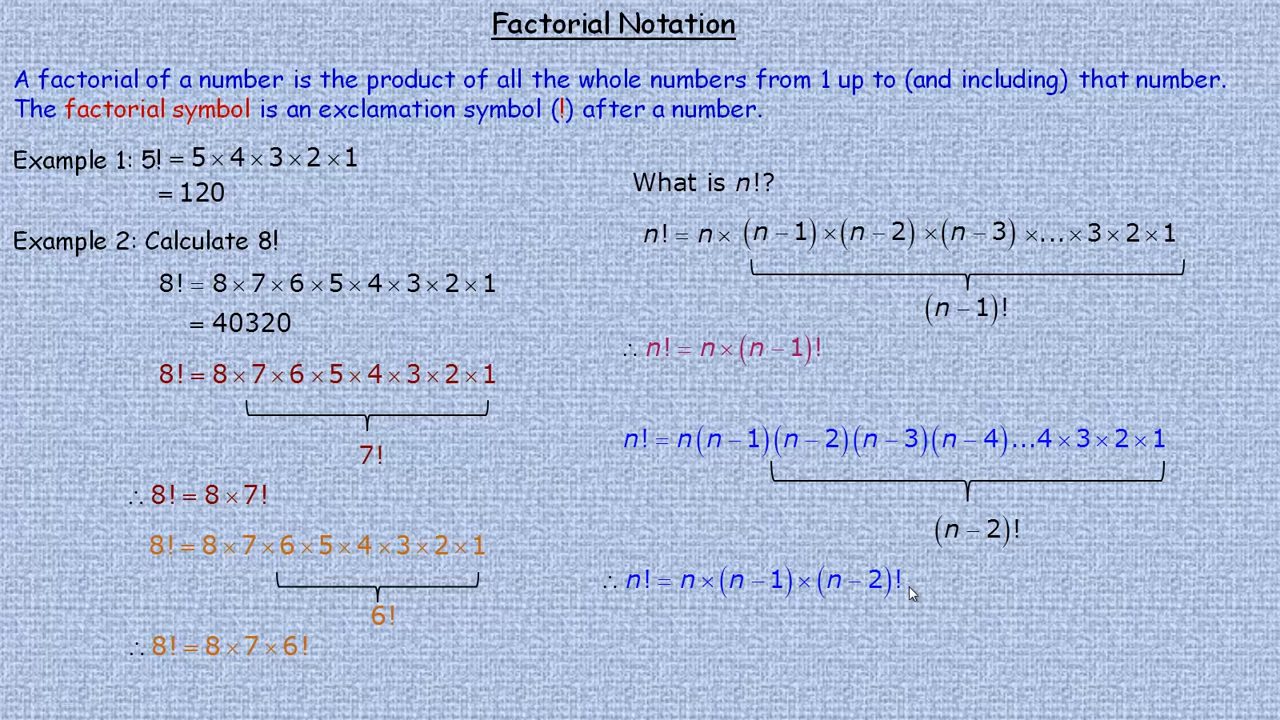 Factorial Notation
A factorial of a number is the product of all the whole numbers from 1 up to (and including) that number.
The factorial symbol is an exclamation symbol (!) after a number.
Example 1: 5! = 5 × 4 × 3 × 2 × 1
= 120
Example 2: Calculate 8!
8! = 8 × 7 × 6 × 5 × 4 × 3 × 2 × 1
= 40320
8! = 8 × 7 × 6 × 5 × 4 × 3 × 2 × 1
7!
∴ 8! = 8 × 7!
8! = 8 × 7 × 6 × 5 × 4 × 3 × 2 × 1
6!
∴ 8! = 8 × 7 × 6!
What is n!?
n! = n × (n − 1) × (n − 2) × (n − 3) × ... × 3 × 2 × 1
(n − 1)!
∴ n! = n × (n − 1)!
n! = n(n − 1)(n − 2)(n − 3)(n − 4)...4 × 3 × 2 × 1
(n − 2)!
∴ n! = n × (n − 1) × (n − 2)!